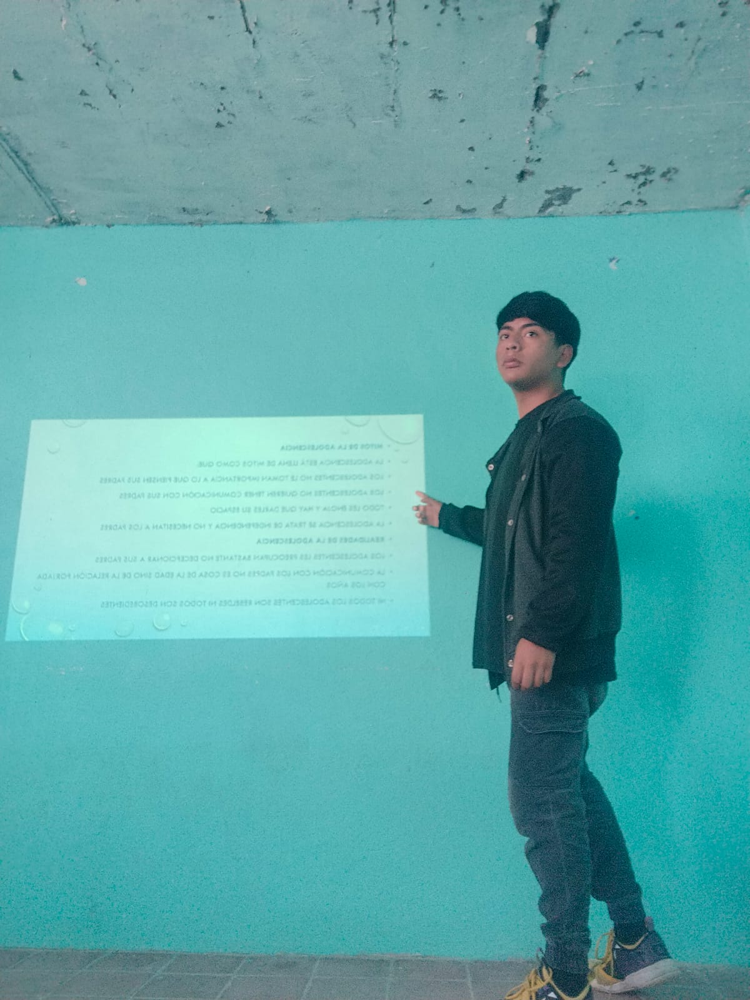 • MITOS DE LA ADOLESCENCIA
• LA ADOLESCENCIA ESTÁ LLENA DE MITOS COMO QUE:
• LOS ADOLESCENTES NO LE TOMAN IMPORTANCIA A LO QUE PIENSEN SUS PADRES
• LOS ADOLESCENTES NO QUIEREN TENER COMUNICACIÓN CON SUS PADRES
• TODO LES Y HAY QUE DARLES SU ESPACIO
• LA ADOLESCENCIA SE TRATA DE INDEPENDENCIA Y NO NECESITAN A LOS PADRES
• REALIDADES DE LA ADOLESCENCIA
• LOS ADOLESCENTES LES PREOCUPAN BASTANTE NO DECEPCIONAR A SUS PADRES
• LA COMUNICACIÓN CON LOS PADRES NO ES COSA DE LA EDAD SINO DE LA RELACIÓN FORJADA
CON LOS AÑOS
• NI TODOS LOS ADOLESCENTES SON REBELDES NI TODOS SON DESOBEDIENTES